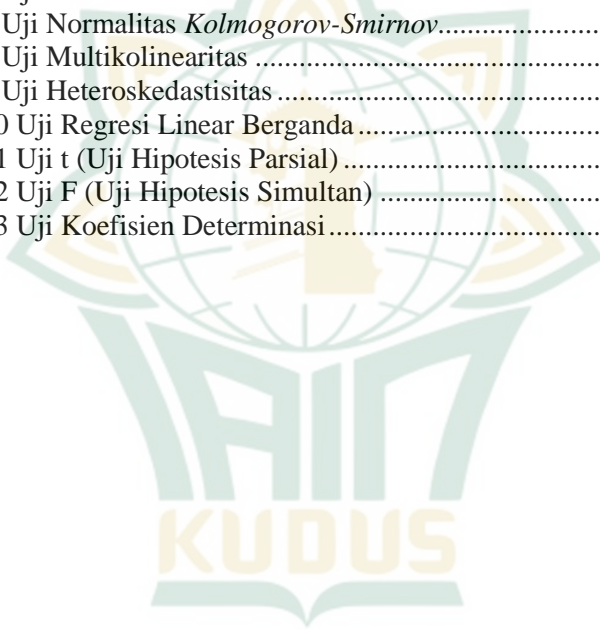 Uji Normalitas Kolmogorov-Smirnov......................
Uji Multikolinearitas ................................................
Uji Heteroskedastisitas .............................................
0 Uji Regresi Linear Berganda ....................................
1 Uji t (Uji Hipotesis Parsial) ......................................
2 Uji F (Uji Hipotesis Simultan) .................................
3 Uji Koefisien Determinasi ........................................
IAIN
KUDUS